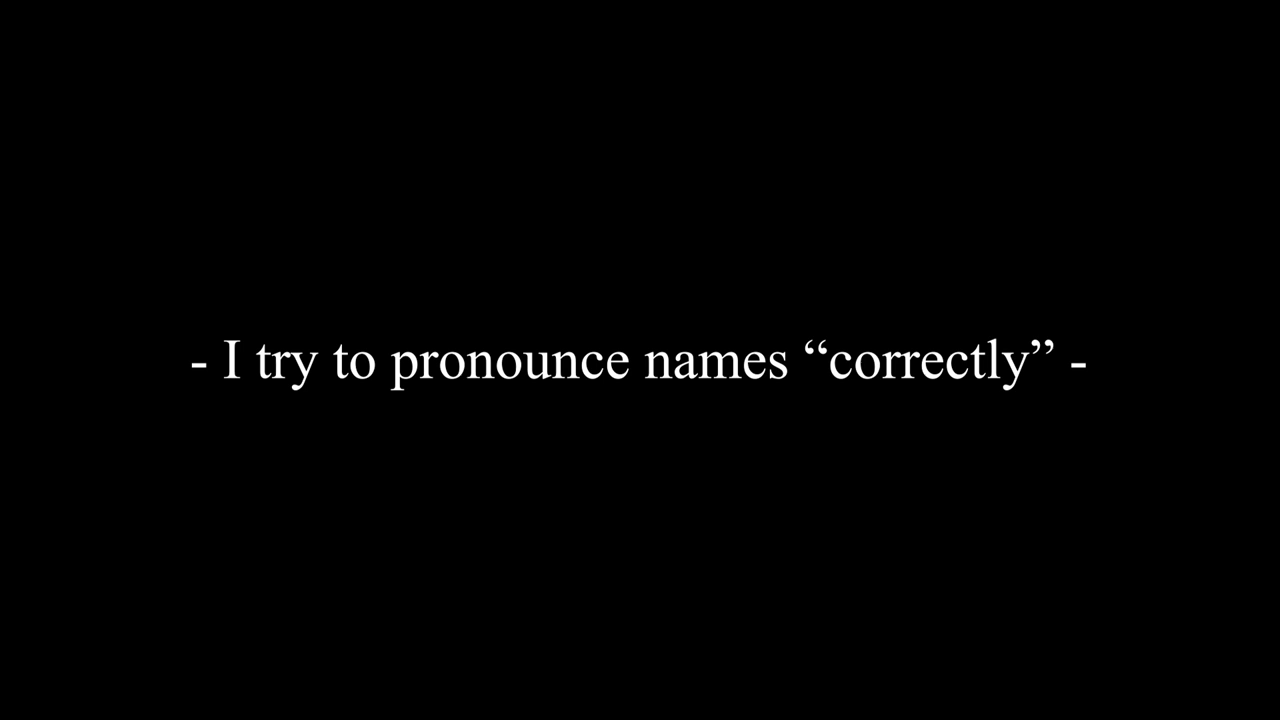 - I try to pronounce names “correctly” -